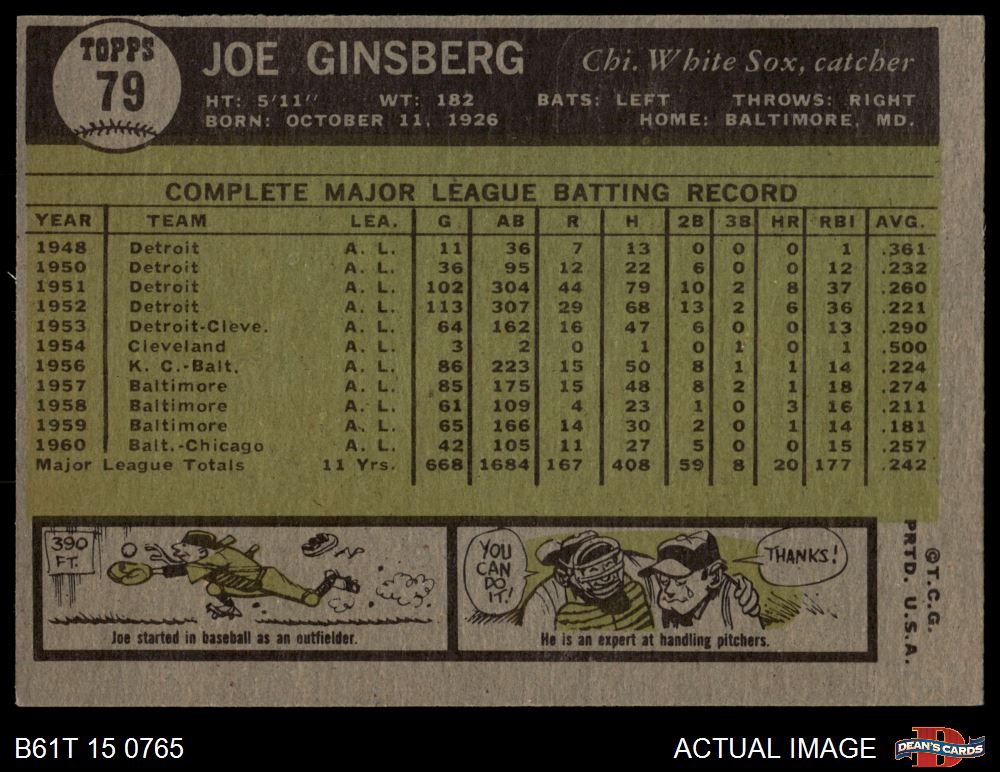 TOPPS
79
JOE GINSBERG
Chi. White Sox, catcher
HT: 5'11" WT: 182 BATS: LEFT THROWS: RIGHT
BORN: OCTOBER 11, 1926 HOME: BALTIMORE, MD.
COMPLETE MAJOR LEAGUE BATTING RECORD
YEAR TEAM LEA. G AB R H 2B 3B HR RBI AVG.
1948 Detroit A. L. 11 36 7 13 0 0 0 1 .361
1950 Detroit A. L. 36 95 12 22 6 0 0 12 .232
1951 Detroit A. L. 102 304 44 79 10 2 8 37 .260
1952 Detroit A. L. 113 307 29 68 13 2 6 36 .221
1953 Detroit-Cleve. A. L. 64 162 16 47 6 0 0 13 .290
1954 Cleveland A. L. 3 2 0 1 0 1 0 1 .500
1956 K. C.-Balt. A. L. 86 223 15 50 8 1 1 14 .224
1957 Baltimore A. L. 85 175 15 48 8 2 1 18 .274
1958 Baltimore A. L. 61 109 4 23 1 0 3 16 .211
1959 Baltimore A. L. 65 166 14 30 2 0 1 14 .181
1960 Balt.-Chicago A. L. 42 105 11 27 5 0 0 15 .257
Major League Totals 11 Yrs. 668 1684 167 408 59 8 20 177 .242
390
FT.
Joe started in baseball as an outfielder.
YOU
CAN
DO
IT!
THANKS!
He is an expert at handling pitchers.
©T.C.G.
PRTD. U.S.A.
B61T 15 0765
ACTUAL IMAGE
D
DEAN'S CARDS